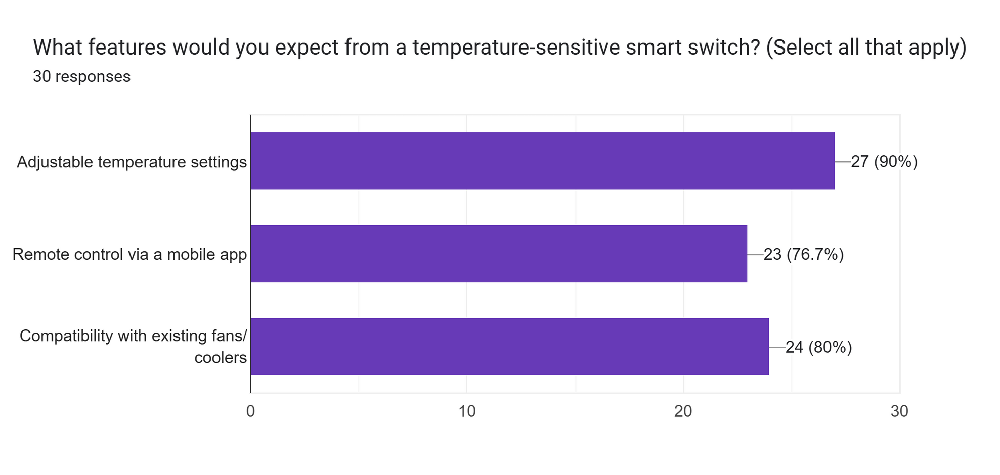 What features would you expect from a temperature-sensitive smart switch? (Select all that apply)
30 responses
Adjustable temperature settings
27 (90%)
Remote control via a mobile app
23 (76.7%)
Compatibility with existing fans/
coolers
24 (80%)
0
10
20
30